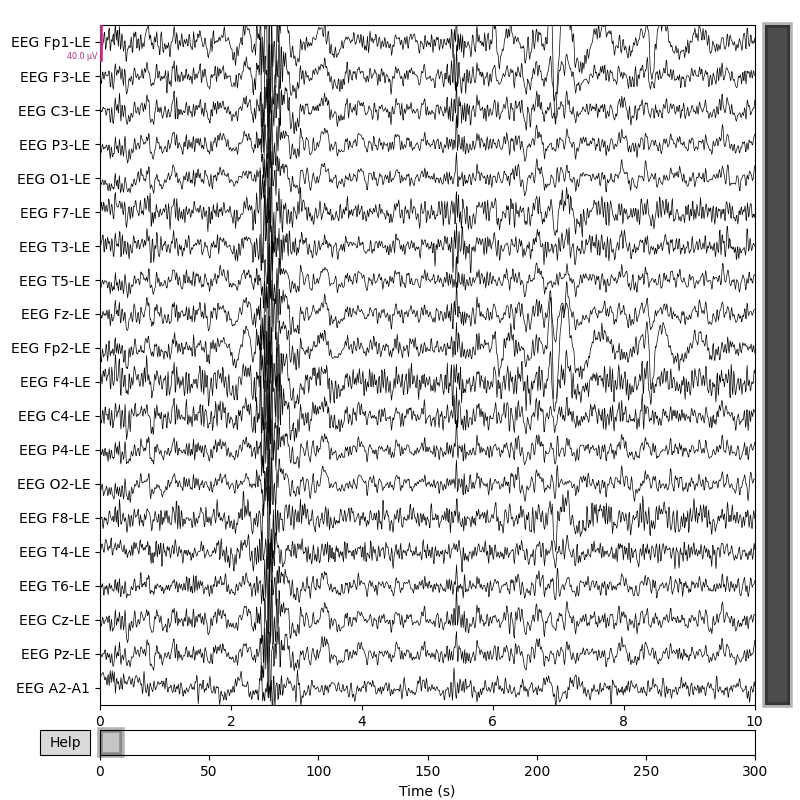 EEG Fp1-LE
40.0 µV
EEG F3-LE
EEG C3-LE
EEG P3-LE
EEG O1-LE
EEG F7-LE
EEG T3-LE
EEG T5-LE
EEG Fz-LE
EEG Fp2-LE
EEG F4-LE
EEG C4-LE
EEG P4-LE
EEG O2-LE
EEG F8-LE
EEG T4-LE
EEG T6-LE
EEG Cz-LE
EEG Pz-LE
EEG A2-A1
0 2 4 6 8 10
Help
0 50 100 150 200 250 300
Time (s)